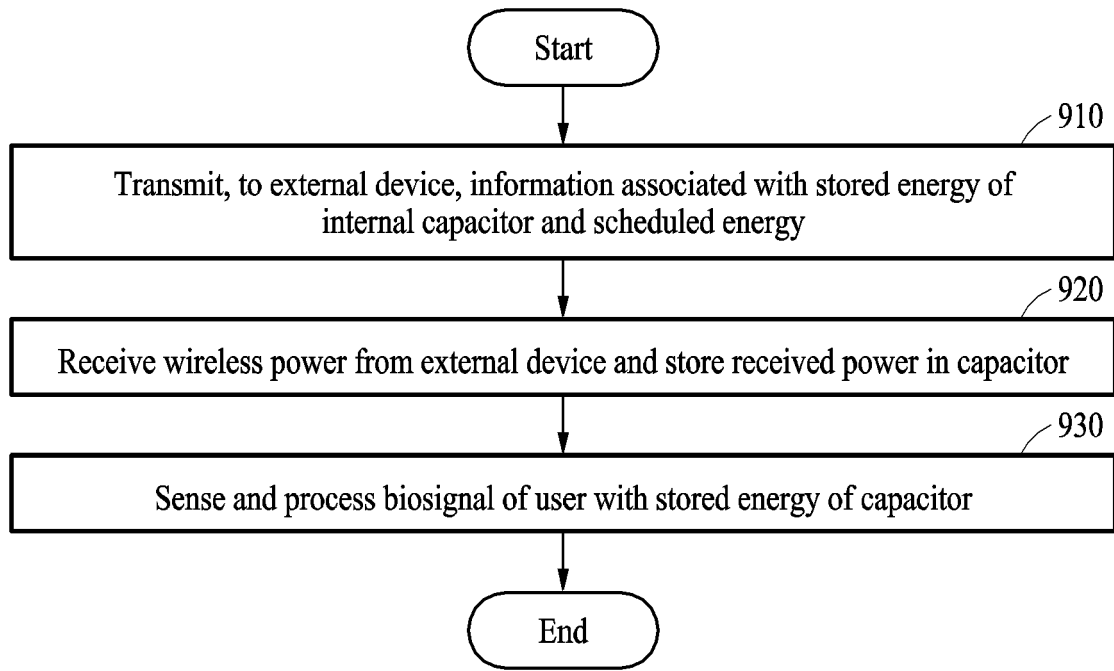 Start
910
Transmit, to external device, information associated with stored energy of
internal capacitor and scheduled energy
920
Receive wireless power from external device and store received power in capacitor
930
Sense and process biosignal of user with stored energy of capacitor
End